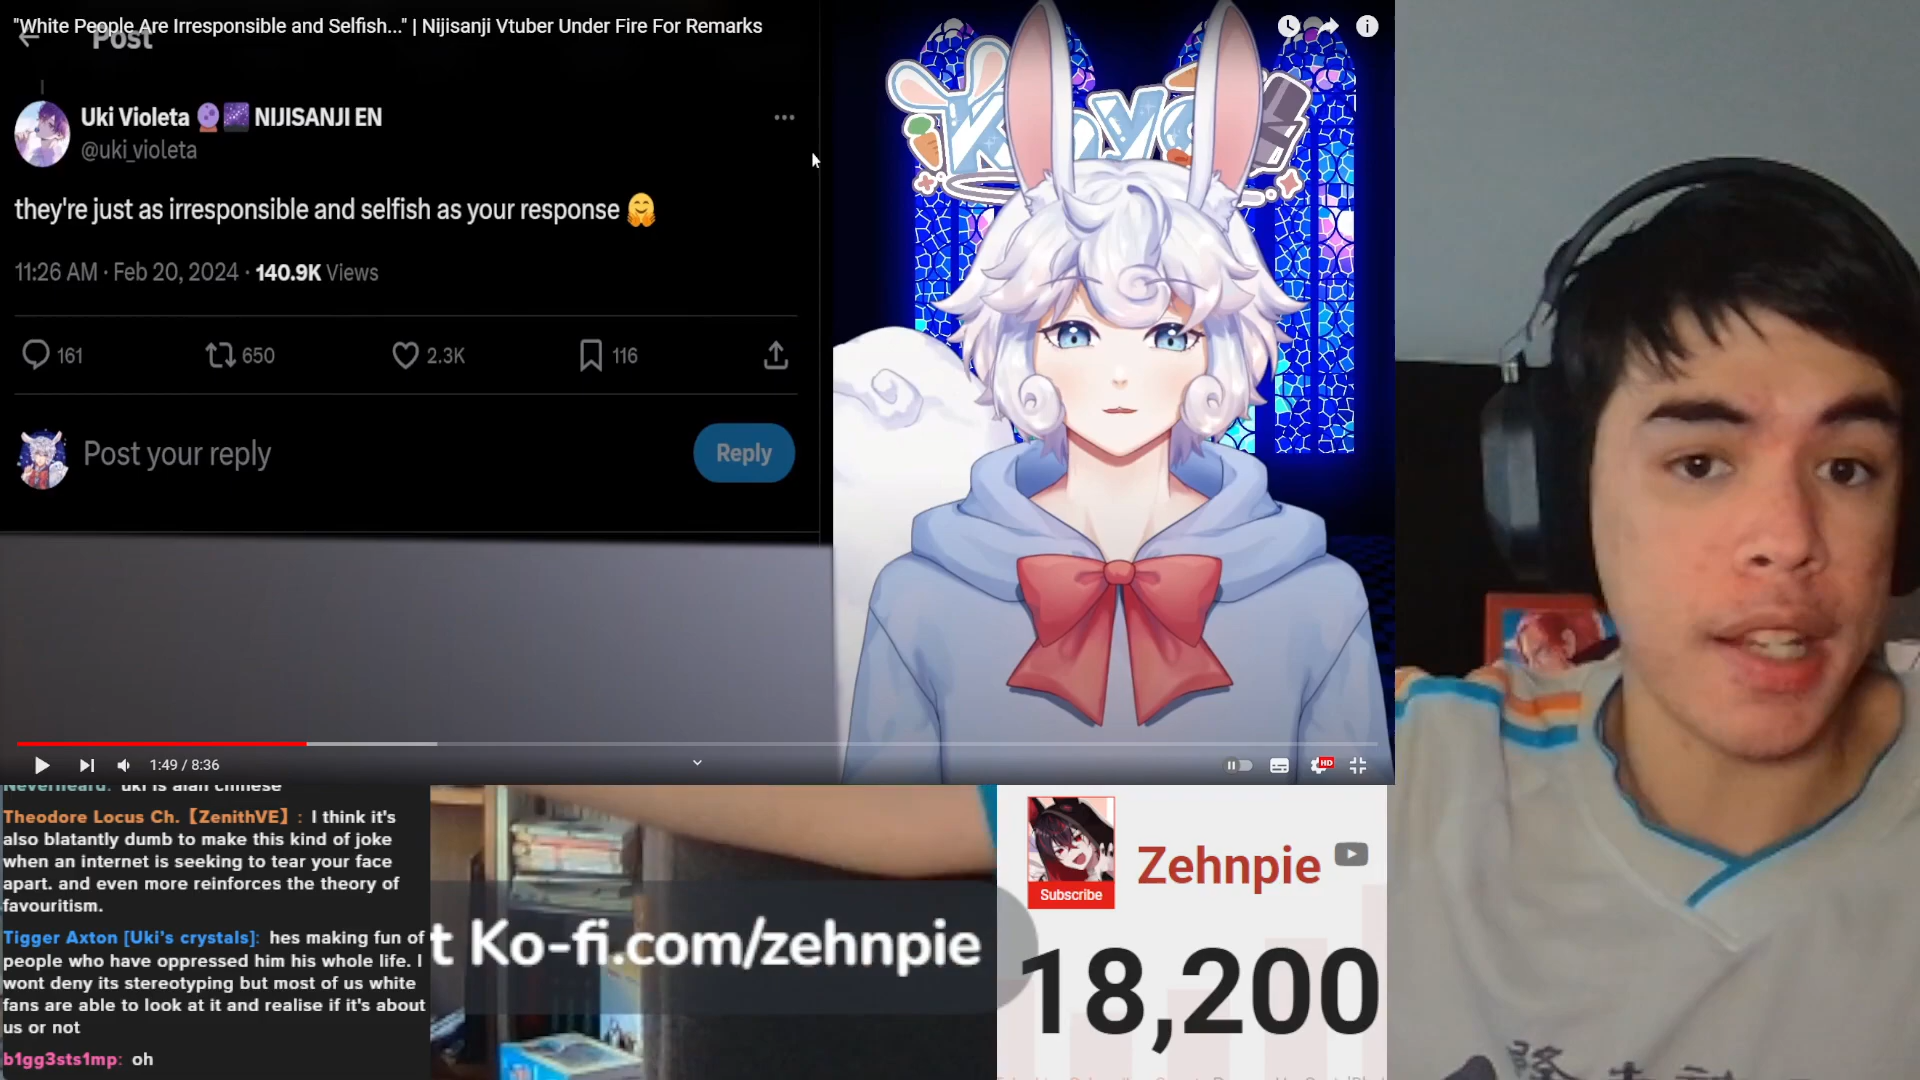 "White People Are Irresponsible and Selfish..." | Nijisanji Vtuber Under Fire For Remarks
Post
Uki Violeta 🔮🌌 NIJISANJI EN
@uki_violeta
they're just as irresponsible and selfish as your response 🤗
11:26 AM · Feb 20, 2024 · 140.9K Views
161 650 2.3K 116
Post your reply
Reply
1:49 / 8:36
HD
Neverheard: uki is aian chinese
Theodore Locus Ch.【ZenithVE】: I think it's
also blatantly dumb to make this kind of joke
when an internet is seeking to tear your face
apart. and even more reinforces the theory of
favouritism.
Tigger Axton [Uki's crystals]: hes making fun of
people who have oppressed him his whole life. I
wont deny its stereotyping but most of us white
fans are able to look at it and realise if it's about
us or not
b1gg3sts1mp: oh
t Ko-fi.com/zehnpie
Zehnpie
Subscribe
18,200